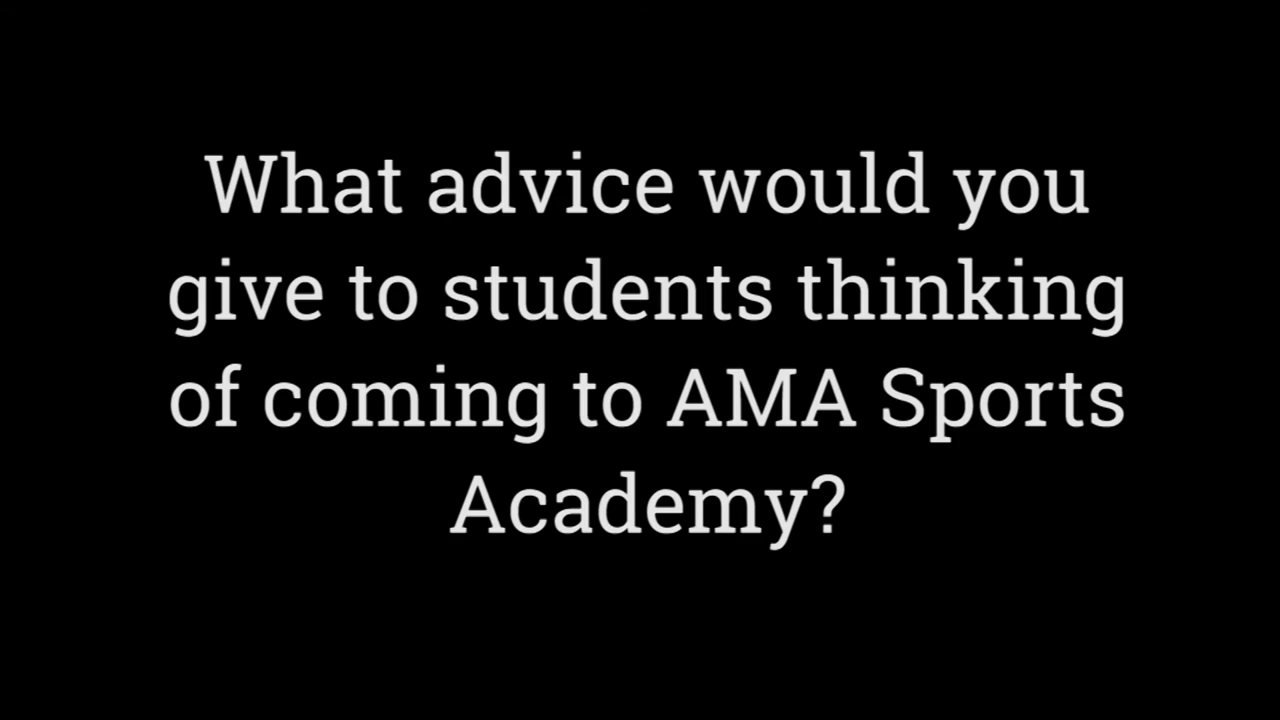 What advice would you
give to students thinking
of coming to AMA Sports
Academy?